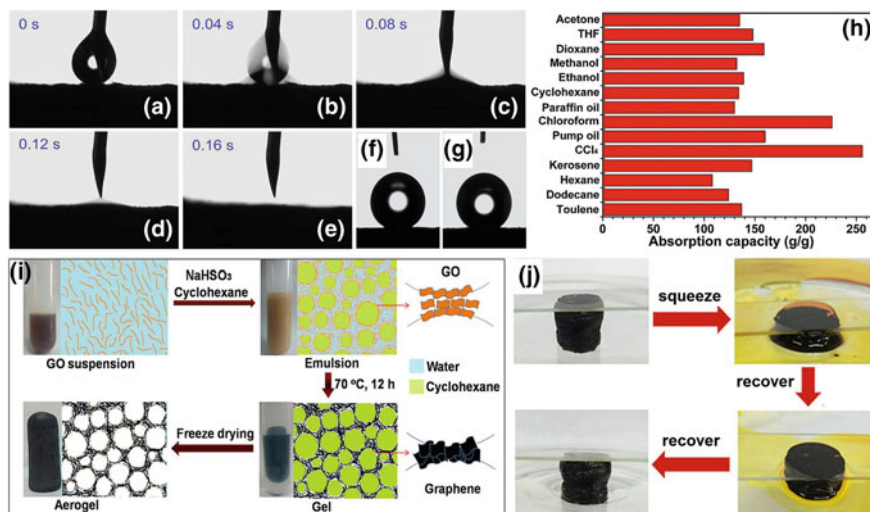 0 s
(a)
0.04 s
(b)
0.08 s
(c)
0.12 s
(d)
0.16 s
(e)
(f)
(g)
(h)
Acetone
THF
Dioxane
Methanol
Ethanol
Cyclohexane
Paraffin oil
Chloroform
Pump oil
CCl₄
Kerosene
Hexane
Dodecane
Toulene
0 50 100 150 200 250
Absorption capacity (g/g)
(i)
GO suspension
NaHSO₃
Cyclohexane
Emulsion
GO
Water
Cyclohexane
70 °C, 12 h
Freeze drying
Aerogel
Gel
Graphene
(j)
squeeze
recover
recover